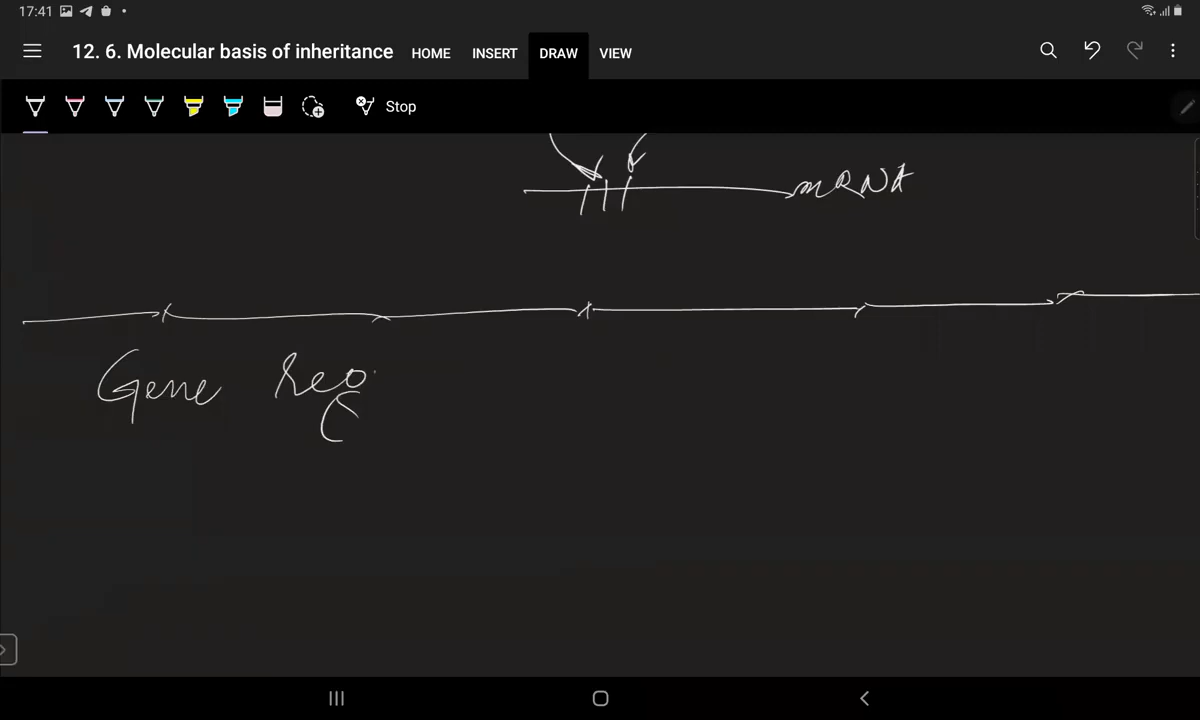 17:41
12. 6. Molecular basis of inheritance HOME INSERT DRAW VIEW
Stop
mRNA
Gene Reg